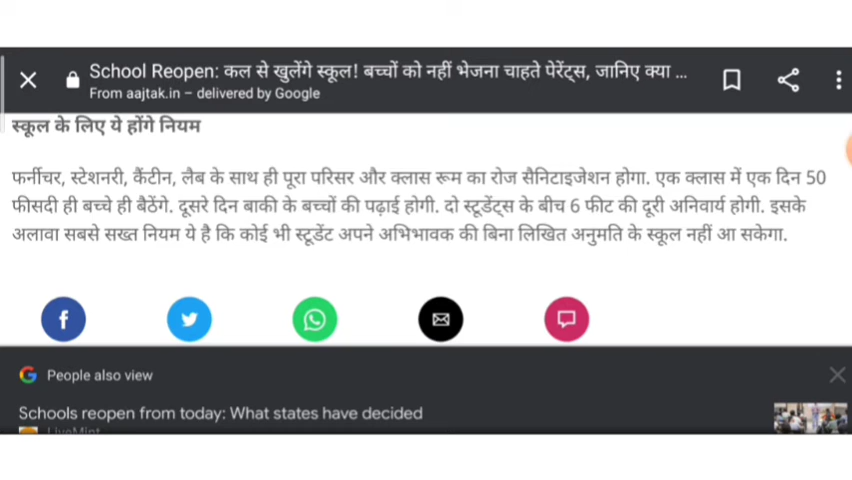 School Reopen: कल से खुलेंगे स्कूल! बच्चों को नहीं भेजना चाहते पेरेंट्स, जानिए क्या ...
From aajtak.in – delivered by Google
स्कूल के लिए ये होंगे नियम
फर्नीचर, स्टेशनरी, कैंटीन, लैब के साथ ही पूरा परिसर और क्लास रूम का रोज सैनिटाइजेशन होगा. एक क्लास में एक दिन 50
फीसदी ही बच्चे ही बैठेंगे. दूसरे दिन बाकी के बच्चों की पढ़ाई होगी. दो स्टूडेंट्स के बीच 6 फीट की दूरी अनिवार्य होगी. इसके
अलावा सबसे सख्त नियम ये है कि कोई भी स्टूडेंट अपने अभिभावक की बिना लिखित अनुमति के स्कूल नहीं आ सकेगा.
People also view
Schools reopen from today: What states have decided
LiveMint